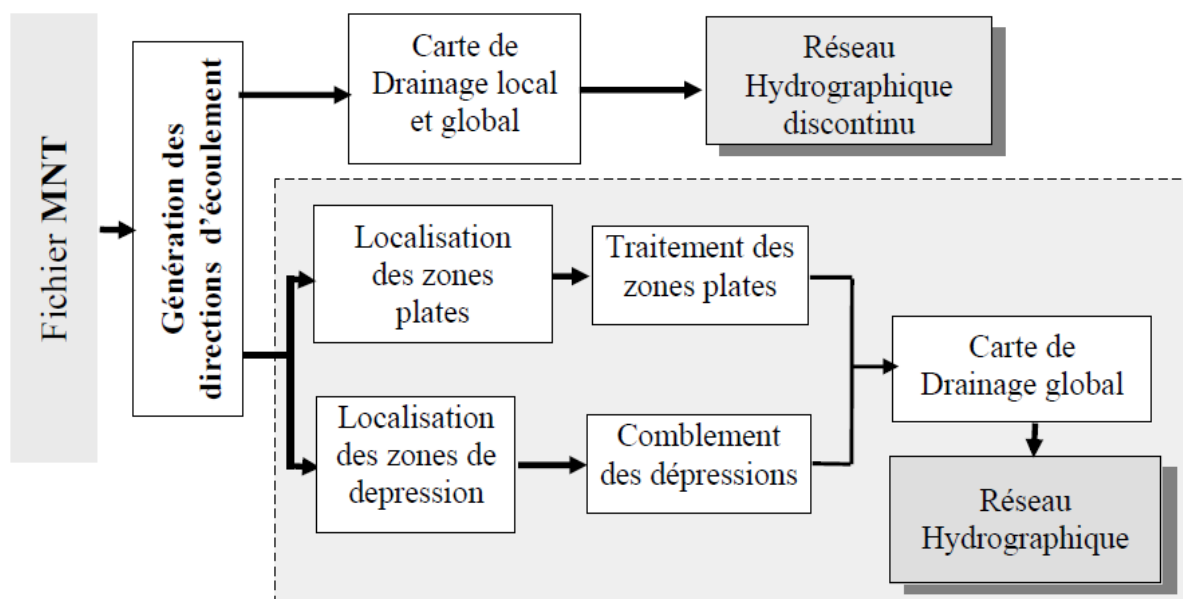 Fichier MNT
Génération des
directions d'écoulement
Carte de
Drainage local
et global
Réseau
Hydrographique
discontinu
Localisation
des zones
plates
Traitement des
zones plates
Localisation
des zones de
depression
Comblement
des dépressions
Carte de
Drainage global
Réseau
Hydrographique